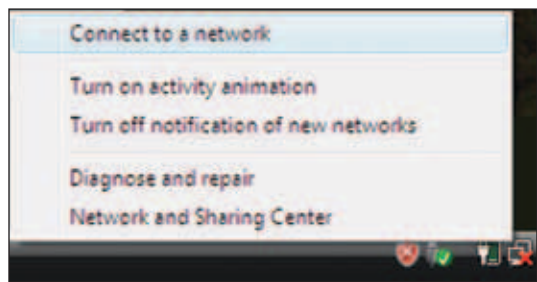 Connect to a network
Turn on activity animation
Turn off notification of new networks
Diagnose and repair
Network and Sharing Center